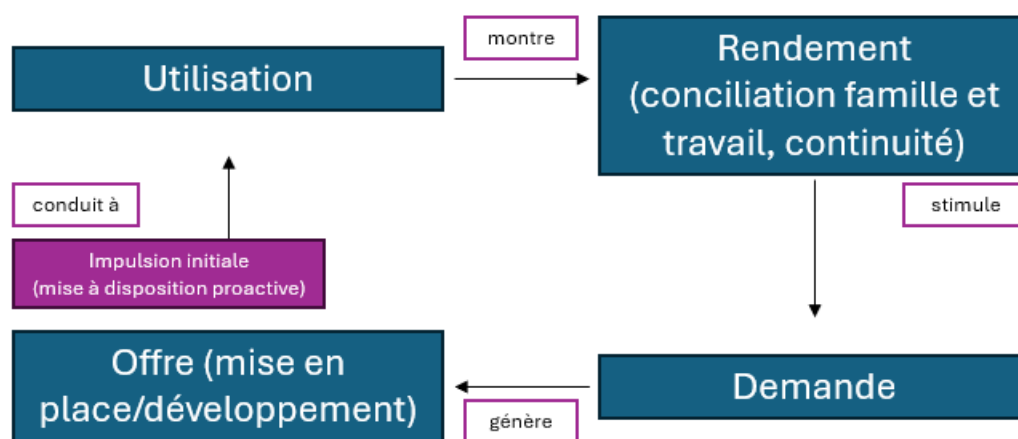 montre
Utilisation
Rendement
(conciliation famille et
travail, continuité)
conduit à
stimule
Impulsion initiale
(mise à disposition proactive)
Offre (mise en
place/développement)
Demande
génère